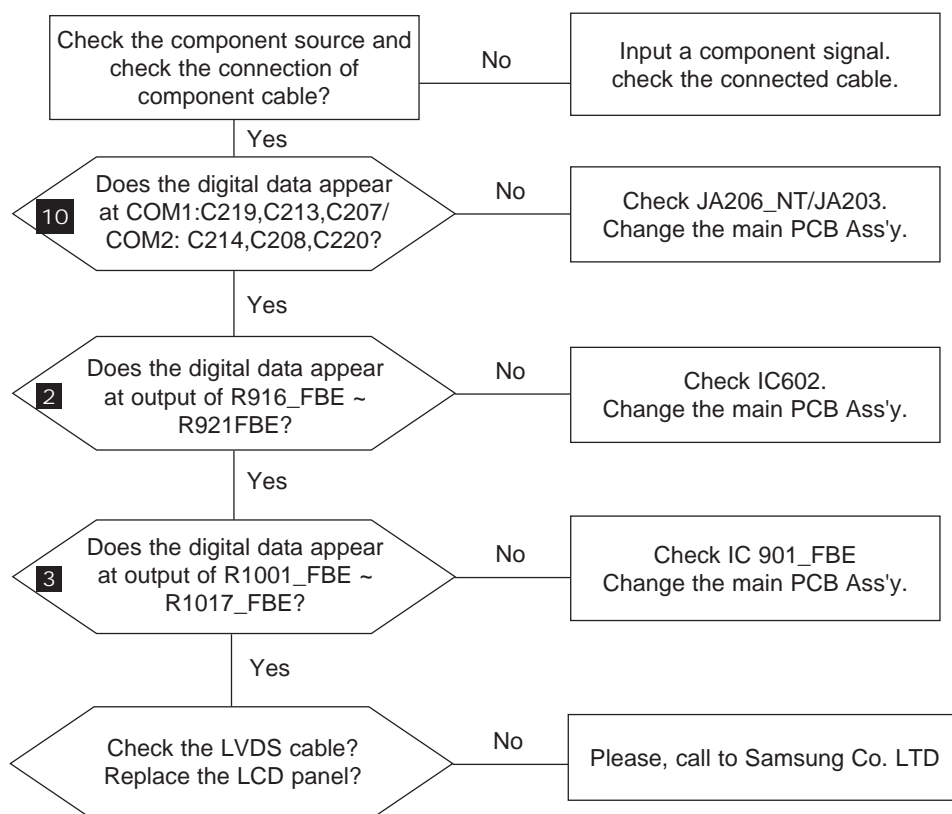 Check the component source and
check the connection of
component cable?
No
Input a component signal.
check the connected cable.
Yes
10
Does the digital data appear
at COM1:C219,C213,C207/
COM2: C214,C208,C220?
No
Check JA206_NT/JA203.
Change the main PCB Ass'y.
Yes
2
Does the digital data appear
at output of R916_FBE ~
R921FBE?
No
Check IC602.
Change the main PCB Ass'y.
Yes
3
Does the digital data appear
at output of R1001_FBE ~
R1017_FBE?
No
Check IC 901_FBE
Change the main PCB Ass'y.
Yes
Check the LVDS cable?
Replace the LCD panel?
No
Please, call to Samsung Co. LTD